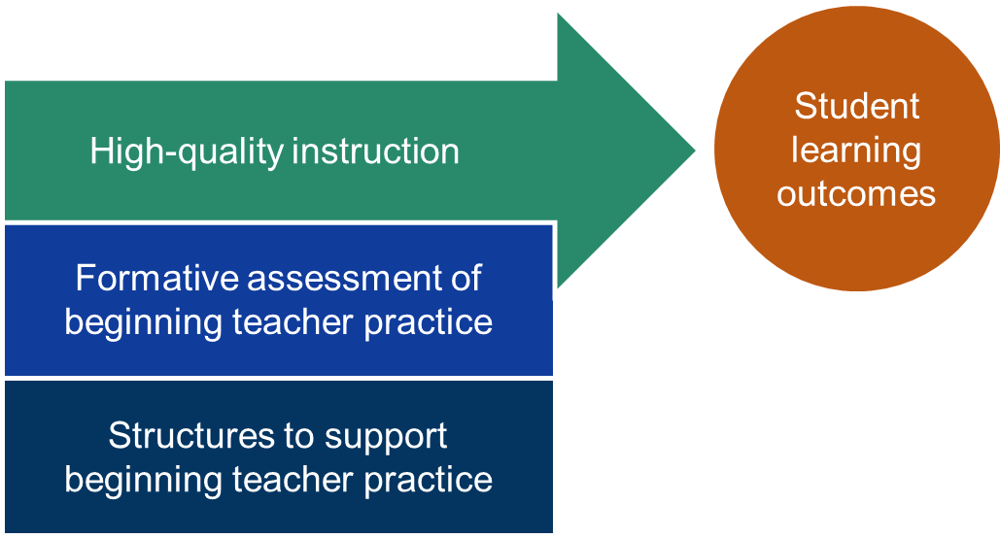 High-quality instruction
Student
learning
outcomes
Formative assessment of
beginning teacher practice
Structures to support
beginning teacher practice